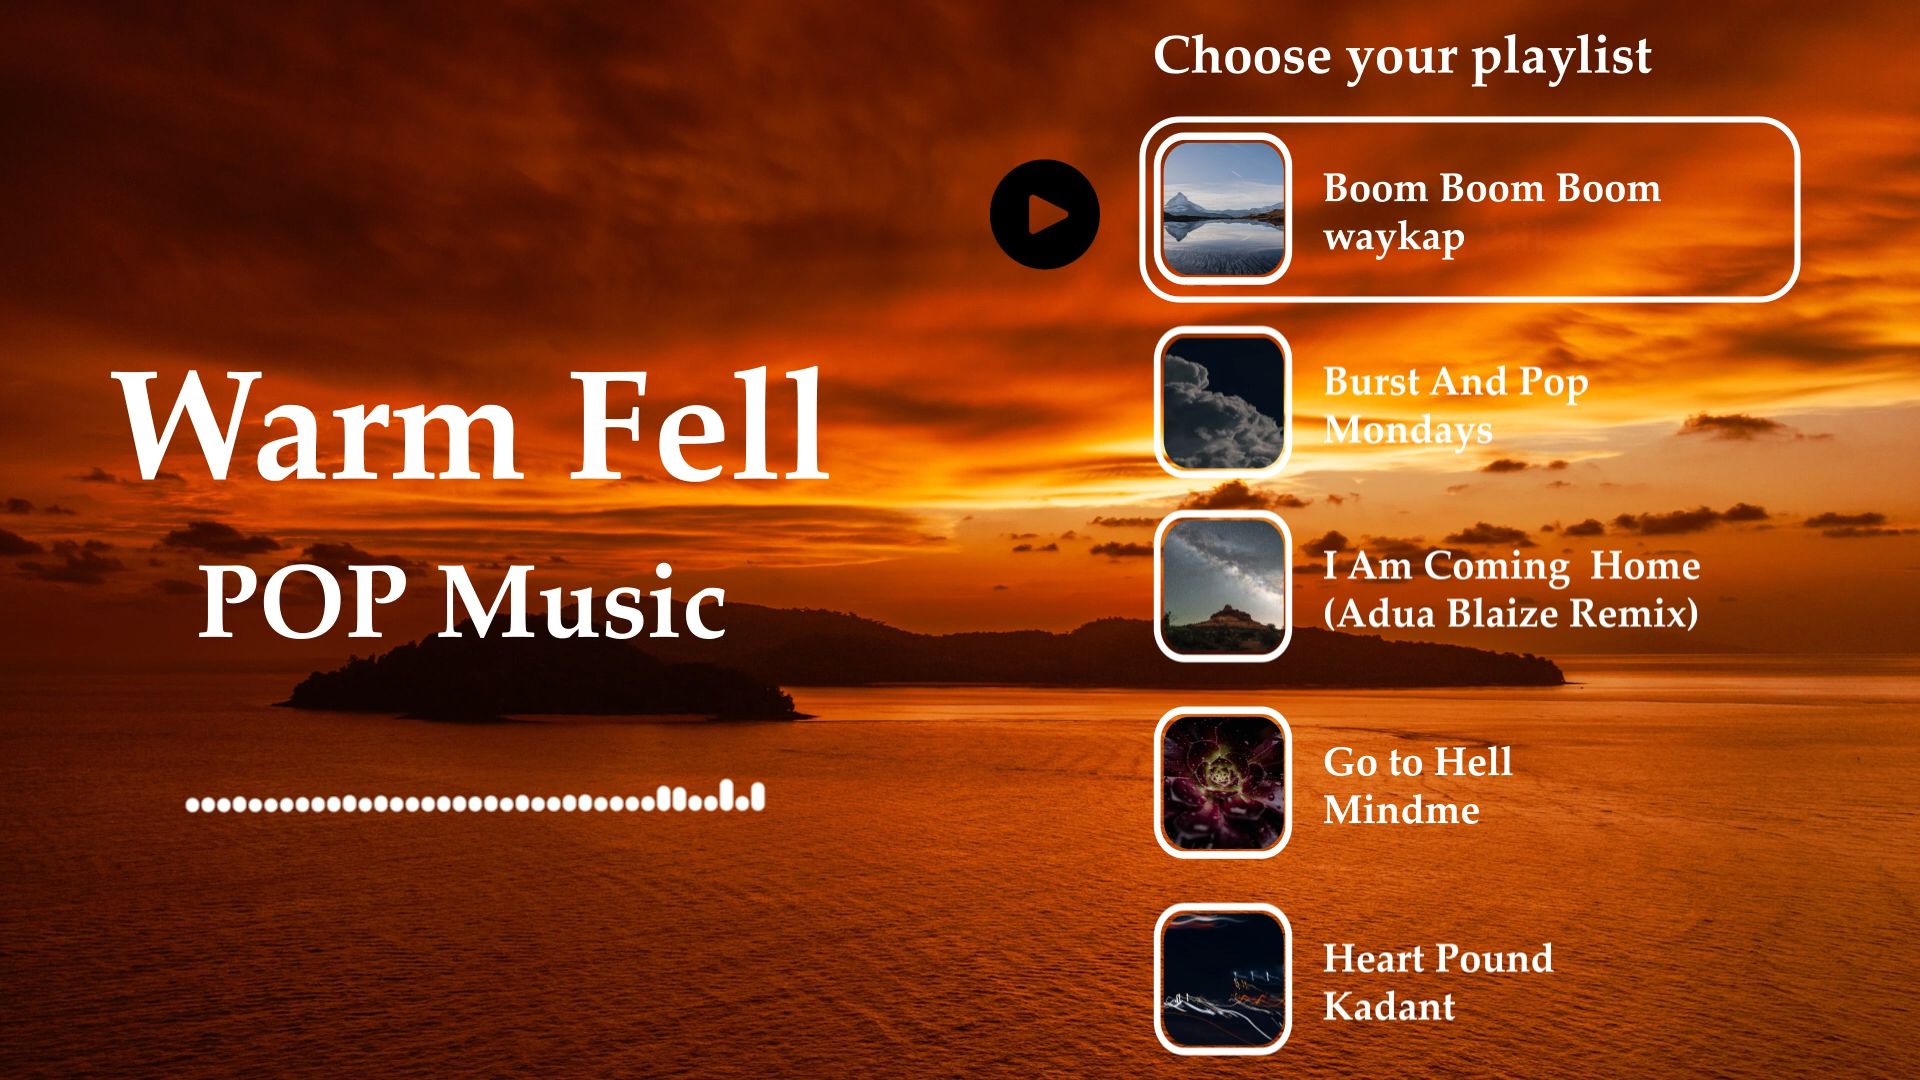 Choose your playlist
Boom Boom Boom
waykap
Burst And Pop
Mondays
Warm Fell
POP Music
I Am Coming  Home
(Adua Blaize Remix)
Go to Hell
Mindme
Heart Pound
Kadant